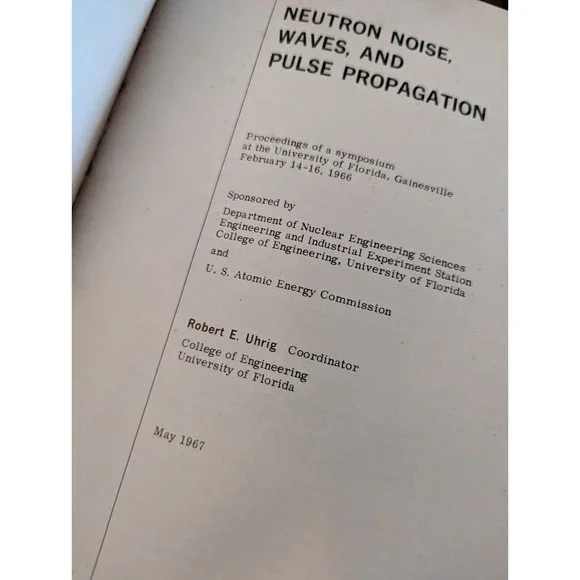 NEUTRON NOISE,
WAVES, AND
PULSE PROPAGATION
Proceedings of a symposium
at the University of Florida, Gainesville
February 14-16, 1966
Sponsored by
Department of Nuclear Engineering Sciences
Engineering and Industrial Experiment Station
College of Engineering, University of Florida
and
U. S. Atomic Energy Commission
Robert E. Uhrig Coordinator
College of Engineering
University of Florida
May 1967